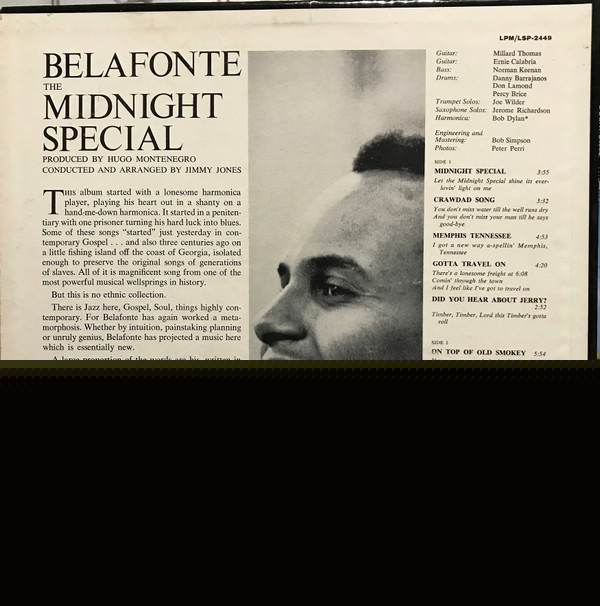 LPM/LSP-2449
BELAFONTE
THE
MIDNIGHT
SPECIAL
PRODUCED BY HUGO MONTENEGRO
CONDUCTED AND ARRANGED BY JIMMY JONES
THIS album started with a lonesome harmonica
player, playing his heart out in a shanty on a
hand-me-down harmonica. It started in a peniten-
tiary with one prisoner turning his hard luck into blues.
Some of these songs “started” just yesterday in con-
temporary Gospel . . . and also three centuries ago on
a little fishing island off the coast of Georgia, isolated
enough to preserve the original songs of generations
of slaves. All of it is magnificent song from one of the
most powerful musical wellsprings in history.
But this is no ethnic collection.
There is Jazz here, Gospel, Soul, things highly con-
temporary. For Belafonte has again worked a meta-
morphosis. Whether by intuition, painstaking planning
or unruly genius, Belafonte has projected a music here
which is essentially new.
A large proportion of the words are his, written in
Guitar: Millard Thomas
Guitar: Ernie Calabria
Bass: Norman Keenan
Drums: Danny Barrajanos
Don Lamond
Percy Brice
Trumpet Solos: Joe Wilder
Saxophone Solos: Jerome Richardson
Harmonica: Bob Dylan*
Engineering and
Mastering: Bob Simpson
Photos: Peter Perri
SIDE 1
MIDNIGHT SPECIAL 3:55
Let the Midnight Special shine its ever-
lovin' light on me
CRAWDAD SONG 3:32
You don't miss water till the well runs dry
And you don't miss your man till he says
good-bye
MEMPHIS TENNESSEE 4:53
I got a new way a-spellin' Memphis,
Tennessee
GOTTA TRAVEL ON 4:20
There's a lonesome freight at 6:08
Comin' through the town
And I feel like I've got to travel on
DID YOU HEAR ABOUT JERRY?
2:52
Timber, Timber, Lord this Timber's gotta
roll
SIDE 2
ON TOP OF OLD SMOKEY 5:54